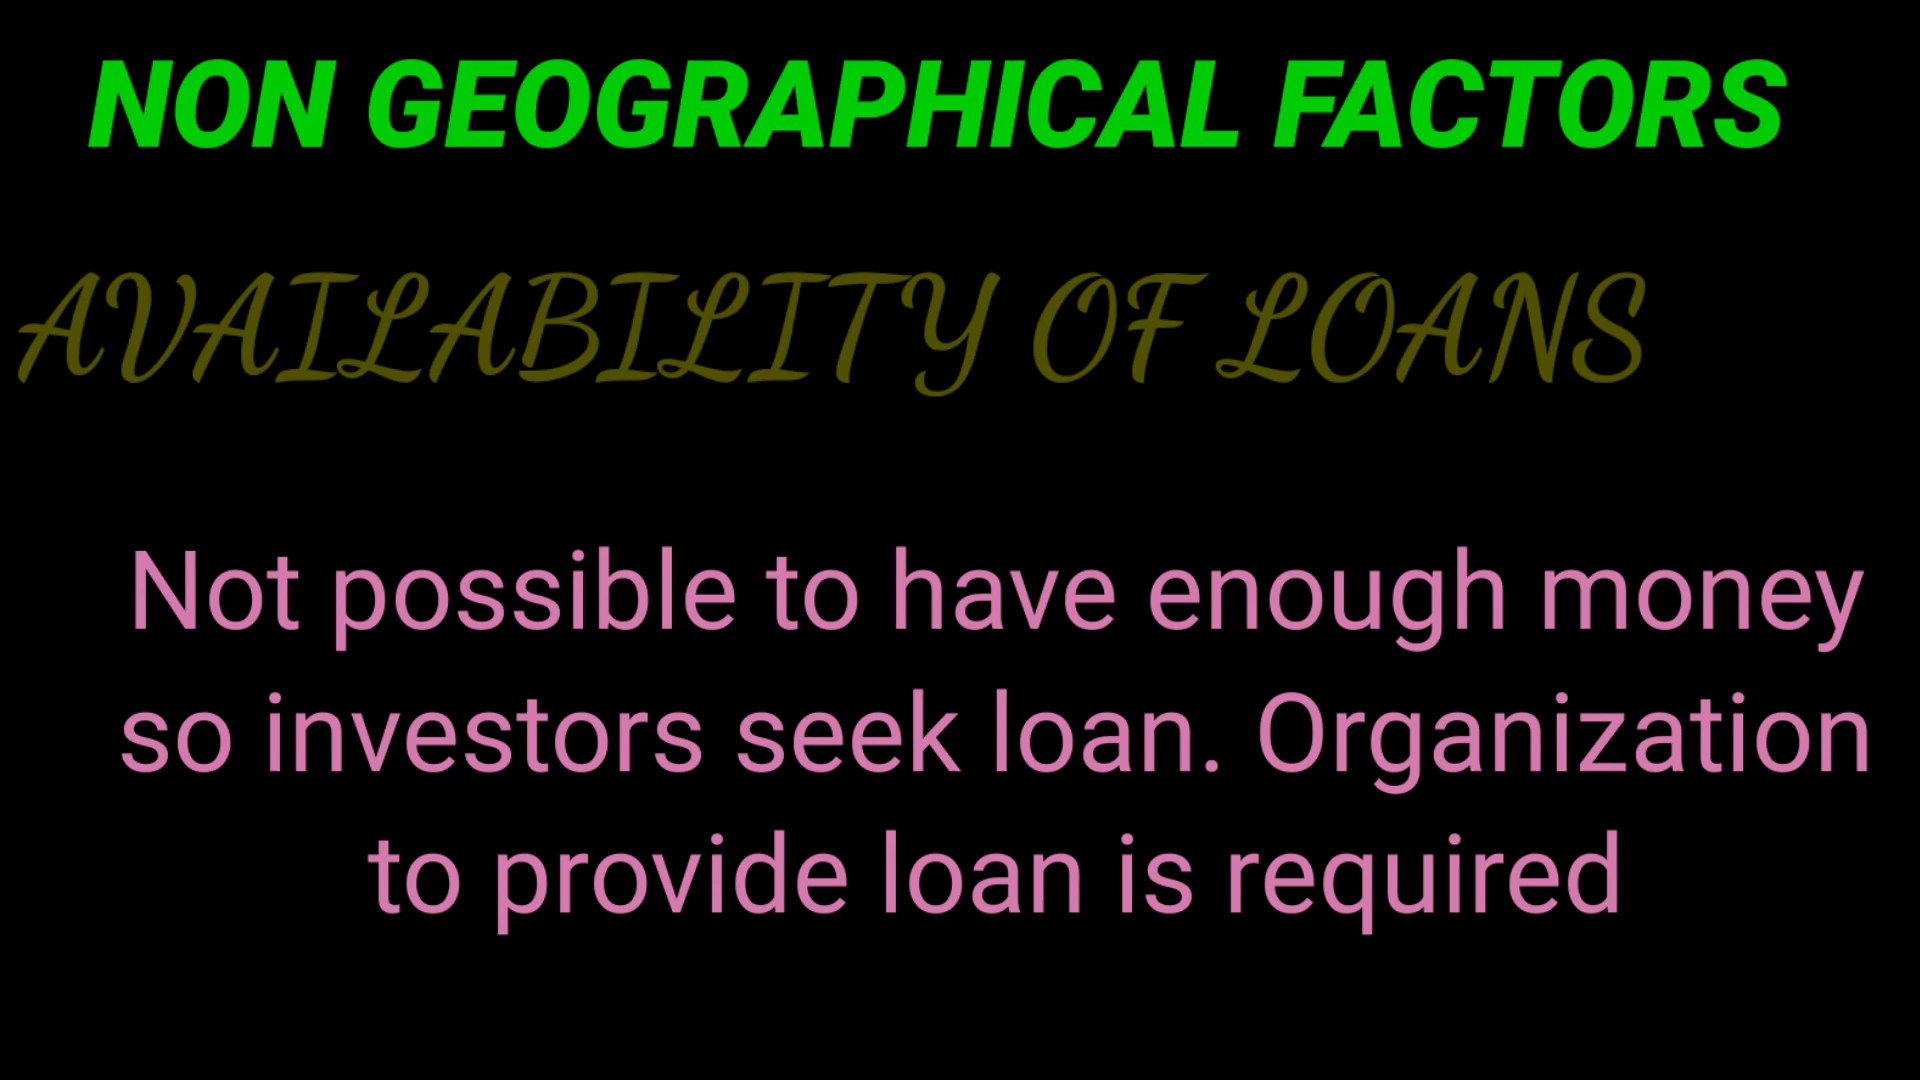 NON GEOGRAPHICAL FACTORS
AVAILABILITY OF LOANS
Not possible to have enough money
so investors seek loan. Organization
to provide loan is required